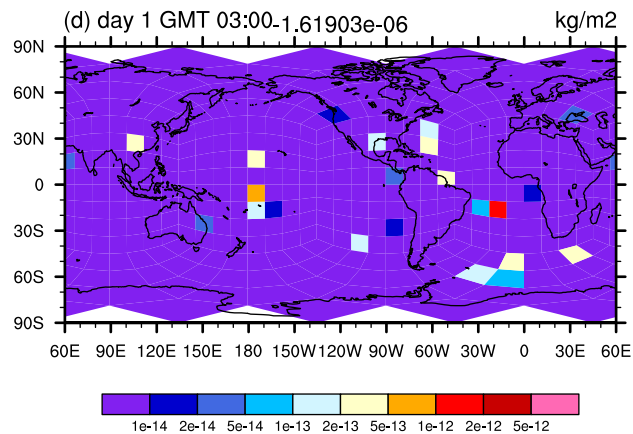 (d) day 1 GMT 03:00-1.61903e-06 kg/m2
90N
60N
30N
0
30S
60S
90S
60E 90E 120E 150E 180 150W 120W 90W 60W 30W 0 30E 60E
1e-14 2e-14 5e-14 1e-13 2e-13 5e-13 1e-12 2e-12 5e-12